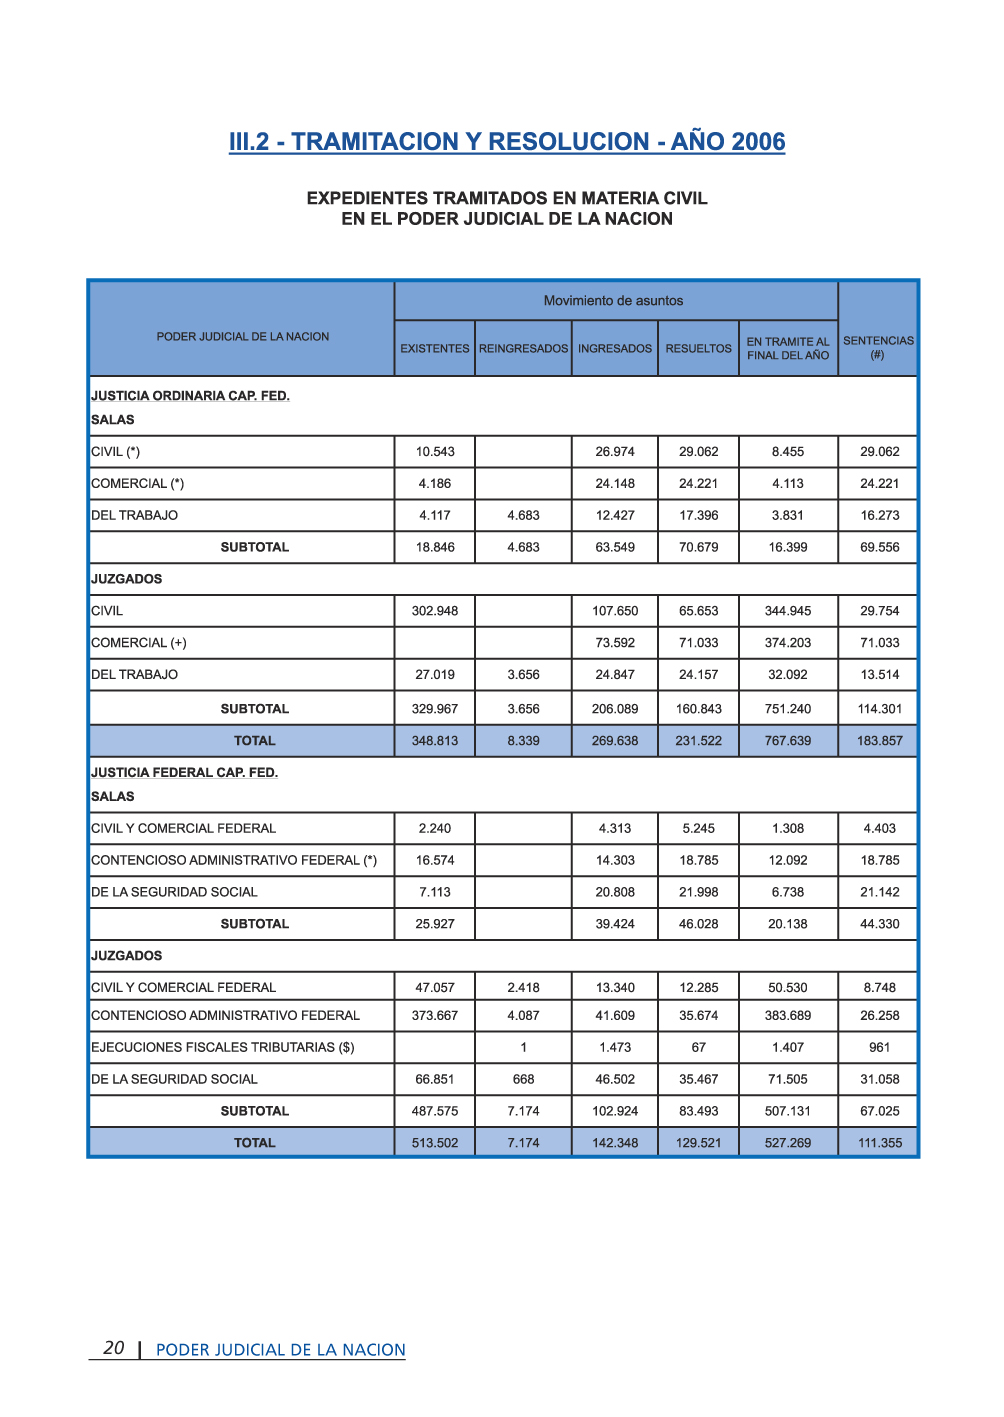 III.2 - TRAMITACION Y RESOLUCION - AÑO 2006
EXPEDIENTES TRAMITADOS EN MATERIA CIVIL
EN EL PODER JUDICIAL DE LA NACION
PODER JUDICIAL DE LA NACION
Movimiento de asuntos
EXISTENTES REINGRESADOS INGRESADOS RESUELTOS EN TRAMITE AL FINAL DEL AÑO SENTENCIAS (#)
JUSTICIA ORDINARIA CAP. FED.
SALAS
CIVIL (*) 10.543 26.974 29.062 8.455 29.062
COMERCIAL (*) 4.186 24.148 24.221 4.113 24.221
DEL TRABAJO 4.117 4.683 12.427 17.396 3.831 16.273
SUBTOTAL 18.846 4.683 63.549 70.679 16.399 69.556
JUZGADOS
CIVIL 302.948 107.650 65.653 344.945 29.754
COMERCIAL (+) 73.592 71.033 374.203 71.033
DEL TRABAJO 27.019 3.656 24.847 24.157 32.092 13.514
SUBTOTAL 329.967 3.656 206.089 160.843 751.240 114.301
TOTAL 348.813 8.339 269.638 231.522 767.639 183.857
JUSTICIA FEDERAL CAP. FED.
SALAS
CIVIL Y COMERCIAL FEDERAL 2.240 4.313 5.245 1.308 4.403
CONTENCIOSO ADMINISTRATIVO FEDERAL (*) 16.574 14.303 18.785 12.092 18.785
DE LA SEGURIDAD SOCIAL 7.113 20.808 21.998 6.738 21.142
SUBTOTAL 25.927 39.424 46.028 20.138 44.330
JUZGADOS
CIVIL Y COMERCIAL FEDERAL 47.057 2.418 13.340 12.285 50.530 8.748
CONTENCIOSO ADMINISTRATIVO FEDERAL 373.667 4.087 41.609 35.674 383.689 26.258
EJECUCIONES FISCALES TRIBUTARIAS ($) 1 1.473 67 1.407 961
DE LA SEGURIDAD SOCIAL 66.851 668 46.502 35.467 71.505 31.058
SUBTOTAL 487.575 7.174 102.924 83.493 507.131 67.025
TOTAL 513.502 7.174 142.348 129.521 527.269 111.355
20 | PODER JUDICIAL DE LA NACION